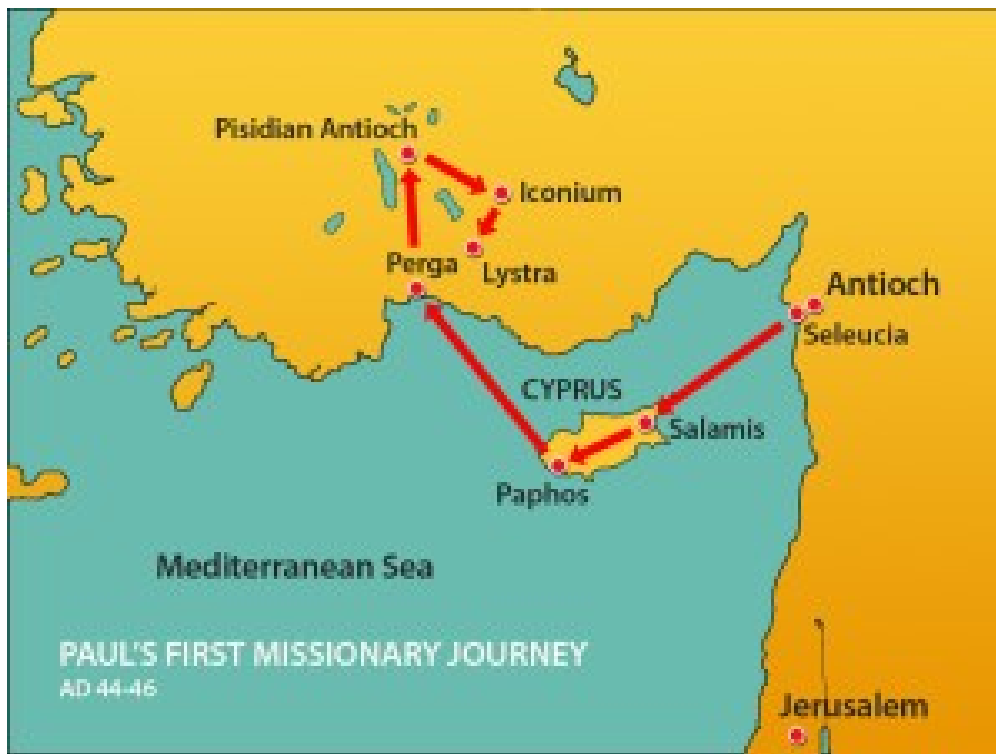 Pisidian Antioch
Iconium
Perga
Lystra
Antioch
Seleucia
CYPRUS
Salamis
Paphos
Mediterranean Sea
PAUL'S FIRST MISSIONARY JOURNEY
AD 44-46
Jerusalem